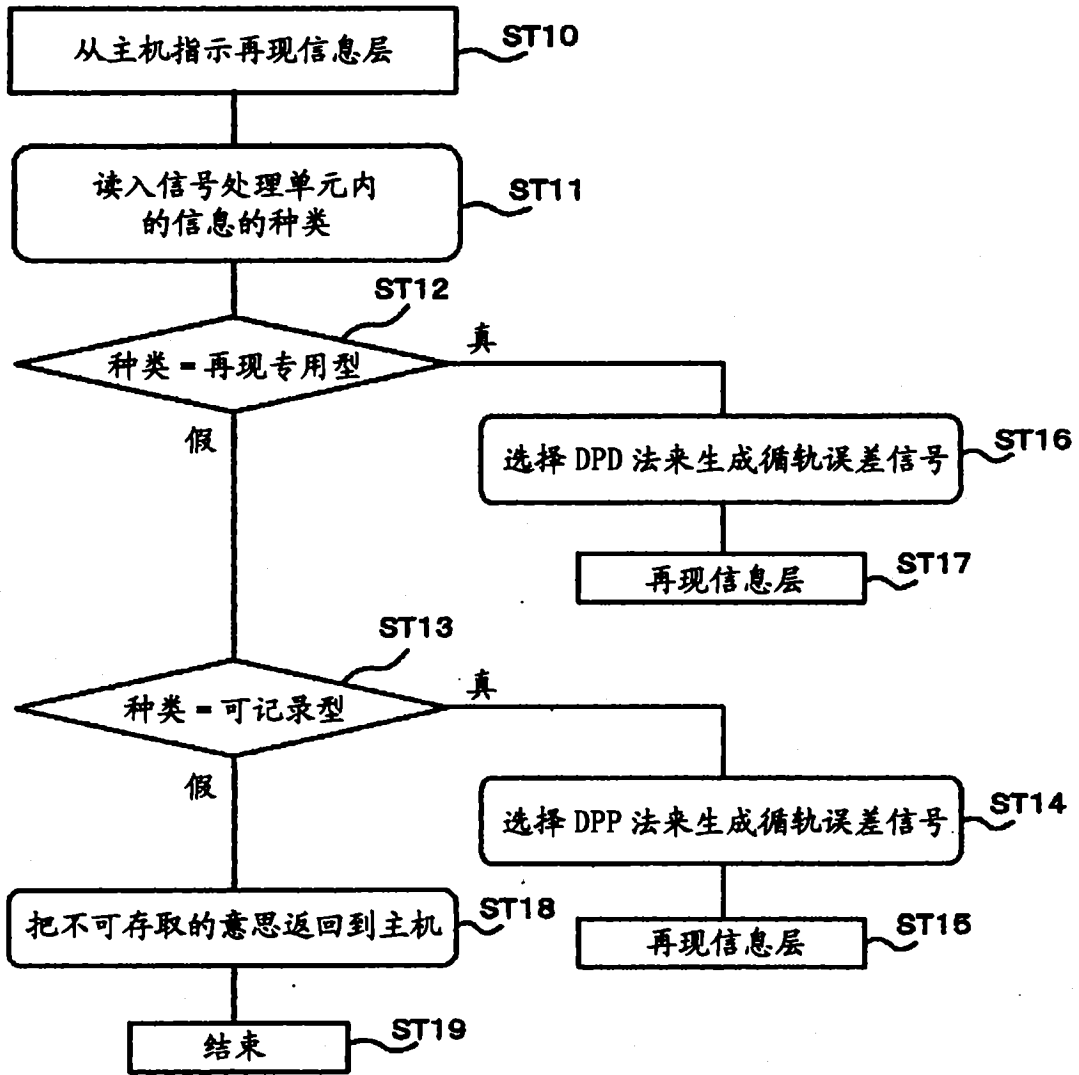 从主机指示再现信息层
ST10
读入信号处理单元内
的信息的种类
ST11
ST12
种类=再现专用型
真
假
选择 DPD 法来生成循轨误差信号
ST16
再现信息层
ST17
ST13
种类=可记录型
真
假
选择 DPP 法来生成循轨误差信号
ST14
把不可存取的意思返回到主机
ST18
再现信息层
ST15
结束
ST19